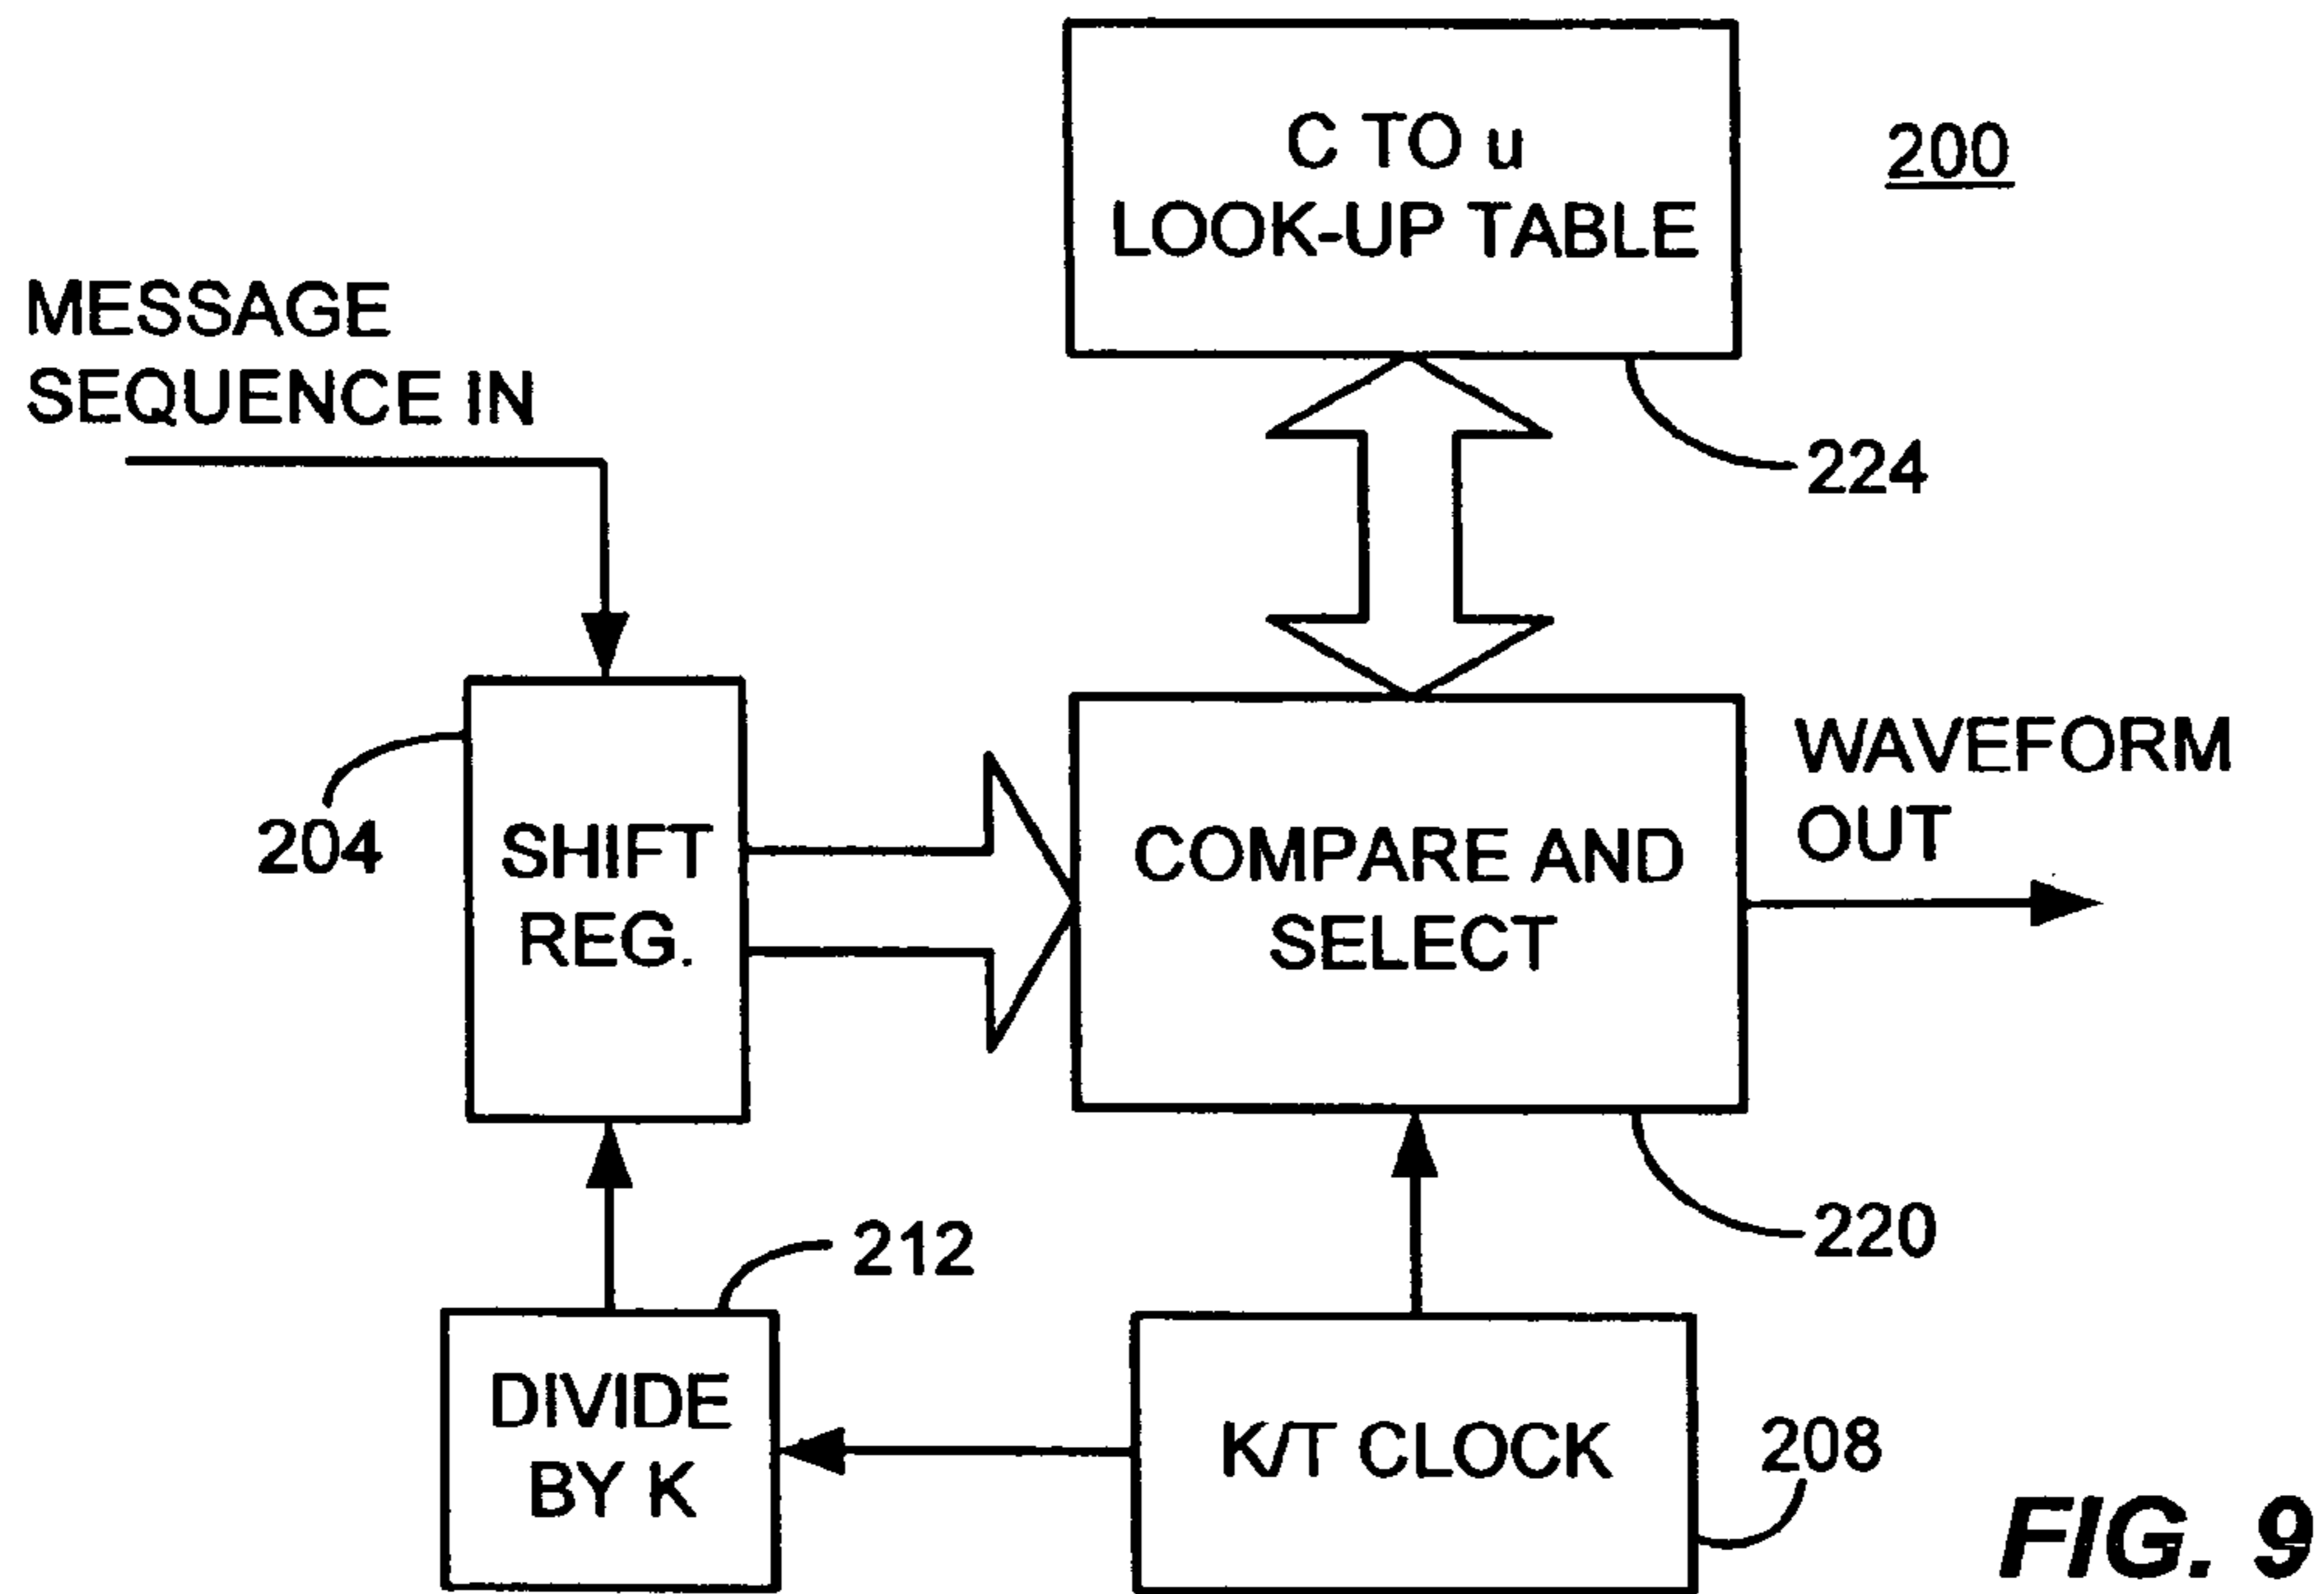 C TO u
LOOK-UP TABLE
200
MESSAGE
SEQUENCE IN
224
WAVEFORM
OUT
204
SHIFT
REG.
COMPARE AND
SELECT
212
220
DIVIDE
BY K
K/T CLOCK
208
FIG. 9